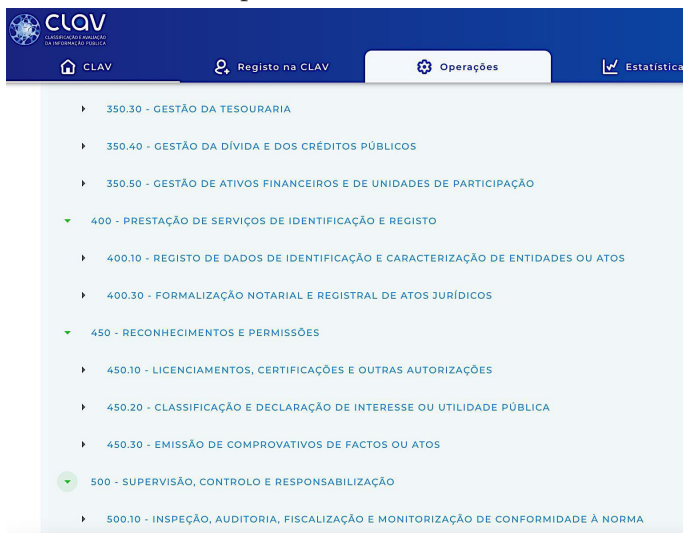 CLAV
CLASSIFICAÇÃO E AVALIAÇÃO
DA INFORMAÇÃO PÚBLICA
CLAV
Registo na CLAV
Operações
Estatística
350.30 - GESTÃO DA TESOURARIA
350.40 - GESTÃO DA DÍVIDA E DOS CRÉDITOS PÚBLICOS
350.50 - GESTÃO DE ATIVOS FINANCEIROS E DE UNIDADES DE PARTICIPAÇÃO
400 - PRESTAÇÃO DE SERVIÇOS DE IDENTIFICAÇÃO E REGISTO
400.10 - REGISTO DE DADOS DE IDENTIFICAÇÃO E CARACTERIZAÇÃO DE ENTIDADES OU ATOS
400.30 - FORMALIZAÇÃO NOTARIAL E REGISTRAL DE ATOS JURÍDICOS
450 - RECONHECIMENTOS E PERMISSÕES
450.10 - LICENCIAMENTOS, CERTIFICAÇÕES E OUTRAS AUTORIZAÇÕES
450.20 - CLASSIFICAÇÃO E DECLARAÇÃO DE INTERESSE OU UTILIDADE PÚBLICA
450.30 - EMISSÃO DE COMPROVATIVOS DE FACTOS OU ATOS
500 - SUPERVISÃO, CONTROLO E RESPONSABILIZAÇÃO
500.10 - INSPEÇÃO, AUDITORIA, FISCALIZAÇÃO E MONITORIZAÇÃO DE CONFORMIDADE À NORMA